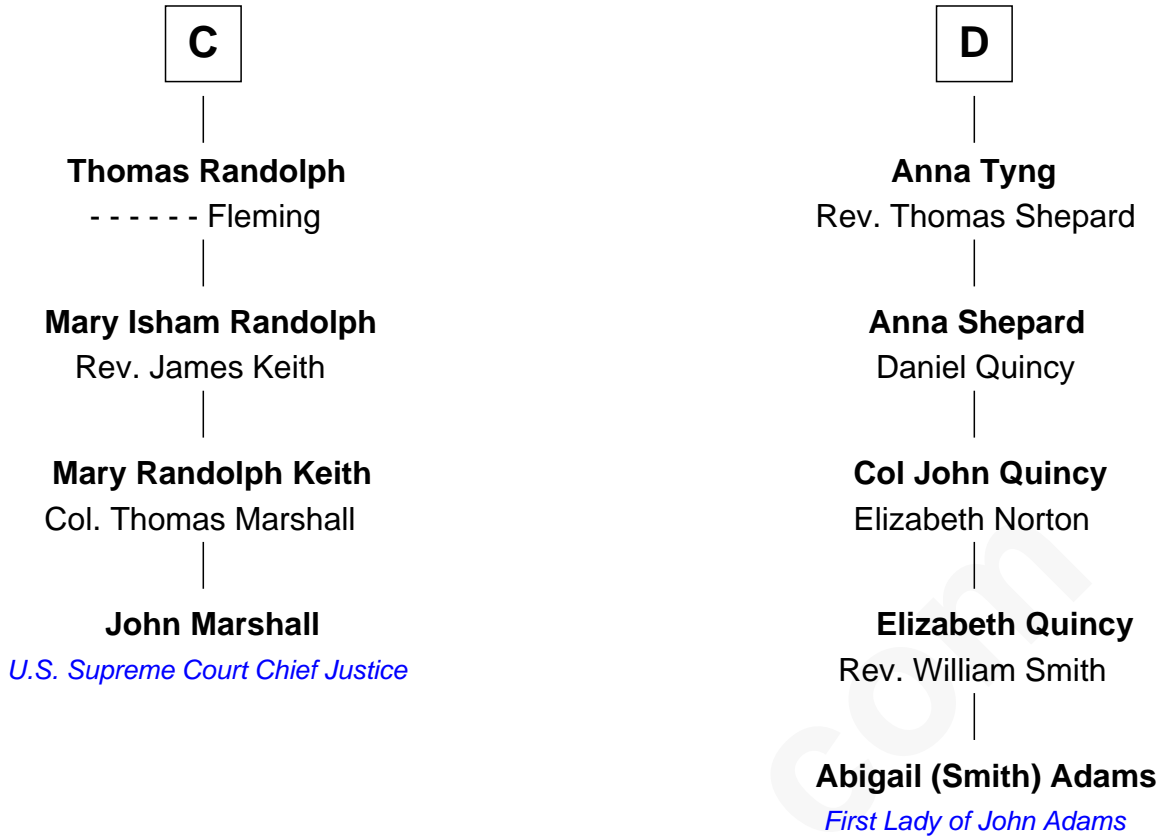 C
Thomas Randolph
- - - - - - Fleming
Mary Isham Randolph
Rev. James Keith
Mary Randolph Keith
Col. Thomas Marshall
John Marshall
U.S. Supreme Court Chief Justice
D
Anna Tyng
Rev. Thomas Shepard
Anna Shepard
Daniel Quincy
Col John Quincy
Elizabeth Norton
Elizabeth Quincy
Rev. William Smith
Abigail (Smith) Adams
First Lady of John Adams
com